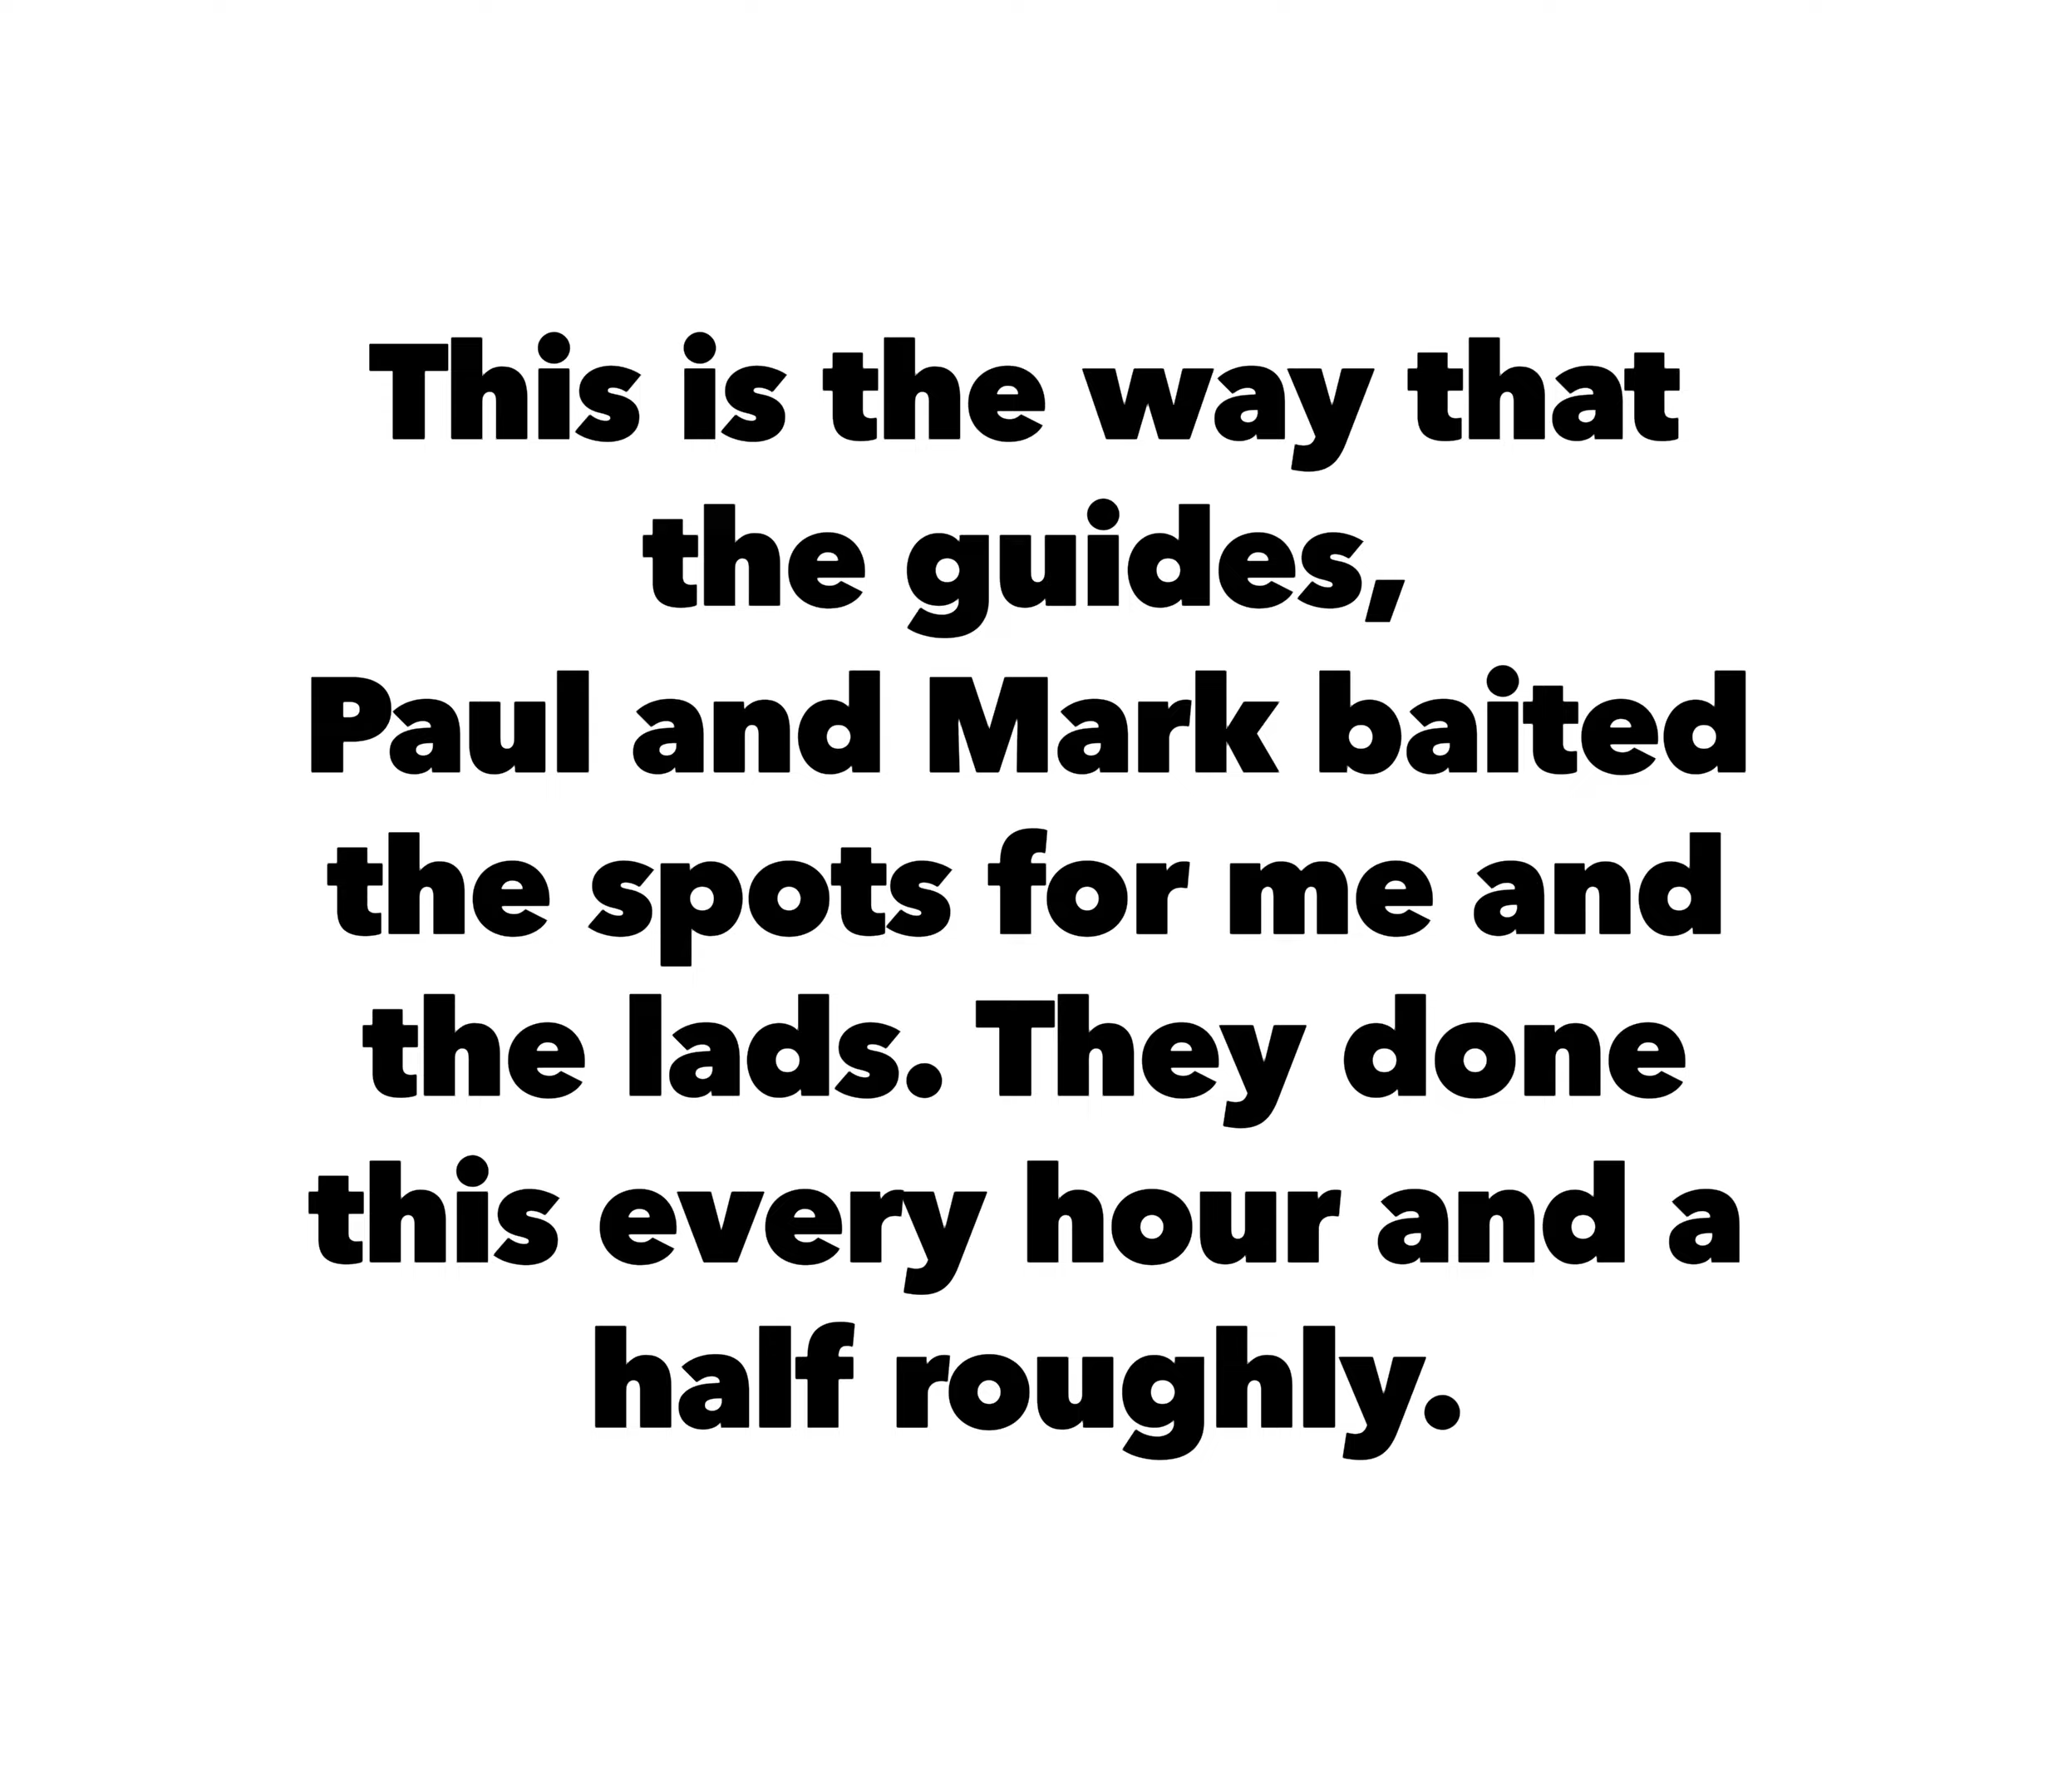 This is the way that
the guides,
Paul and Mark baited
the spots for me and
the lads. They done
this every hour and a
half roughly.